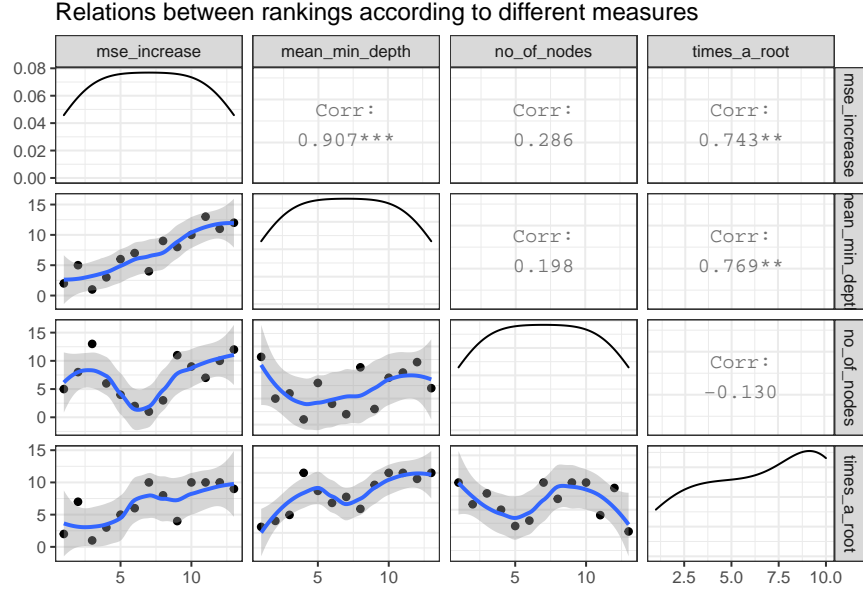 Relations between rankings according to different measures
mse_increase mean_min_depth no_of_nodes times_a_root
0.08
0.06
0.04
0.02
0.00
Corr:
0.907***
Corr:
0.286
Corr:
0.743**
mse_increase
15
10
5
0
Corr:
0.198
Corr:
0.769**
mean_min_depth
15
10
5
0
Corr:
-0.130
no_of_nodes
15
10
5
0
times_a_root
5 10 5 10 5 10 2.5 5.0 7.5 10.0